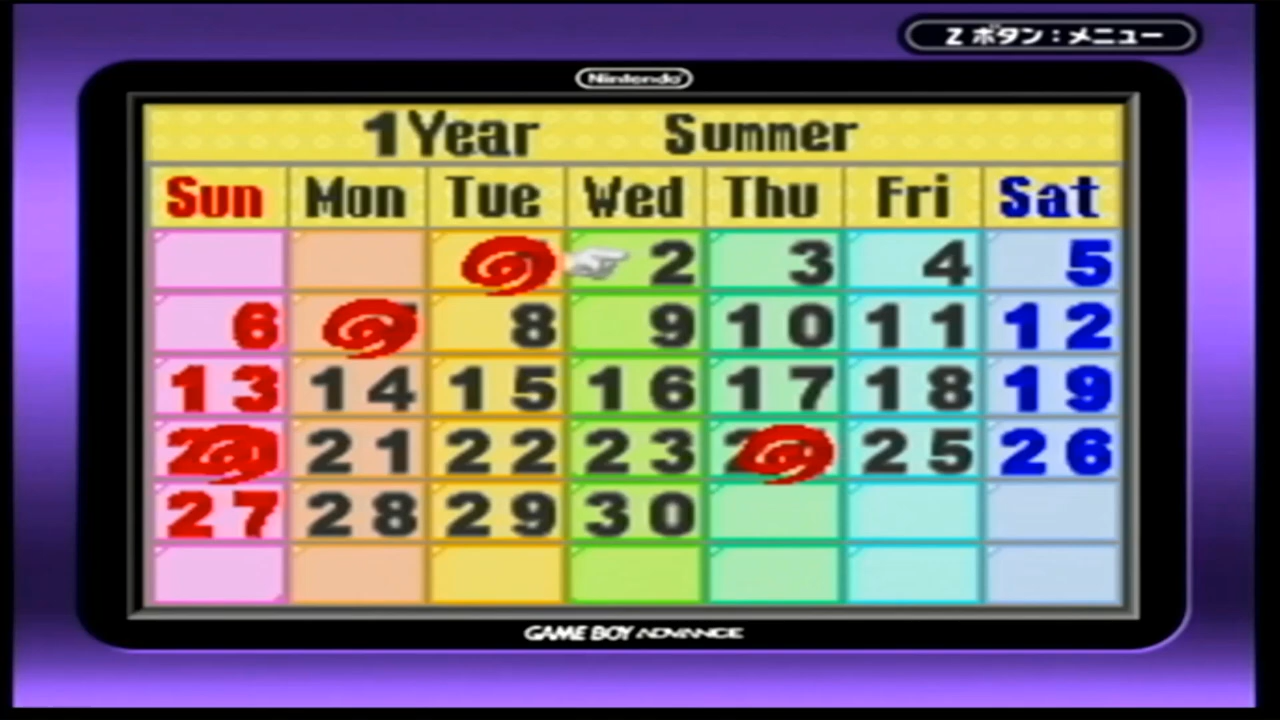 Z ボタン：メニュー
Nintendo
1 Year Summer
Sun Mon Tue Wed Thu Fri Sat
2 3 4 5
6 8 9 10 11 12
13 14 15 16 17 18 19
21 22 23 25 26
27 28 29 30
GAME BOY ADVANCE